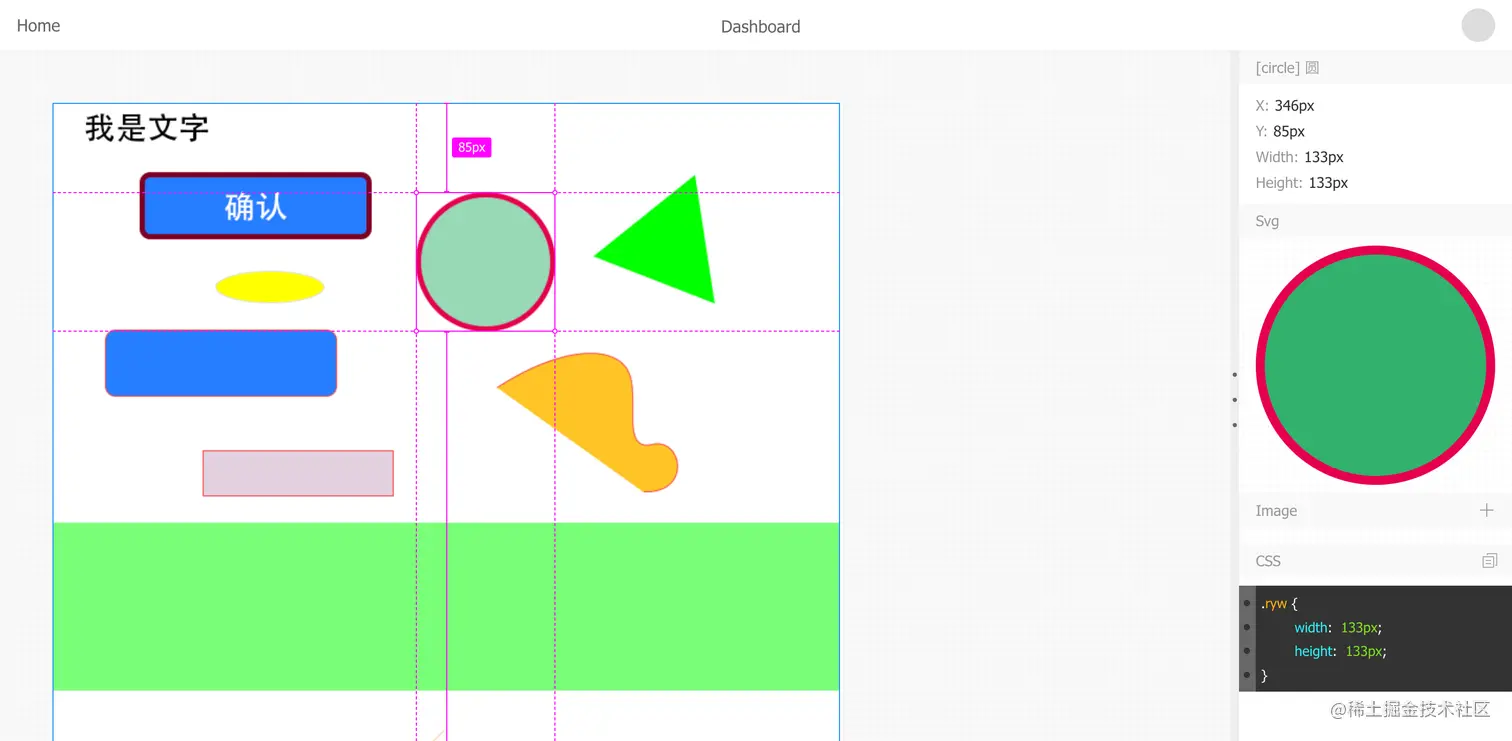 Home
Dashboard
我是文字
85px
确认
[circle] 圆
X: 346px
Y: 85px
Width: 133px
Height: 133px
Svg
Image
CSS
.ryw {
width: 133px;
height: 133px;
}
@稀土掘金技术社区